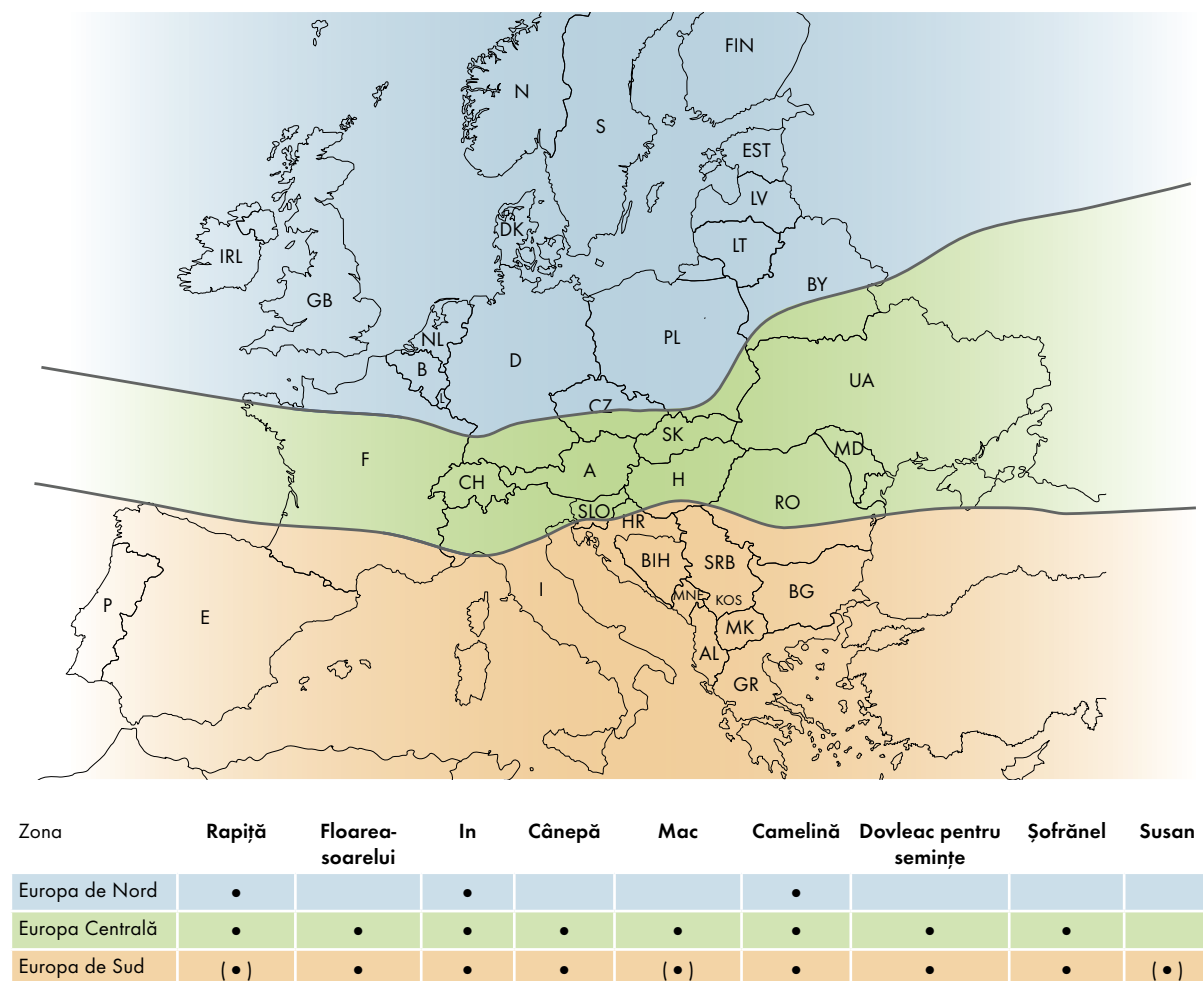 FIN
N
S
EST
LV
DK
LT
IRL
BY
GB
NL
PL
B
D
UA
CZ
SK
MD
F
A
CH
H
RO
SLO
HR
BIH
SRB
I
BG
MNE
KOS
P
E
MK
AL
GR
Zona Rapiță Floarea- In Cânepă Mac Camelină Dovleac pentru Șofrănel Susan
soarelui semințe
Europa de Nord • • •
Europa Centrală • • • • • • • •
Europa de Sud ( • ) • • • ( • ) • • • ( • )